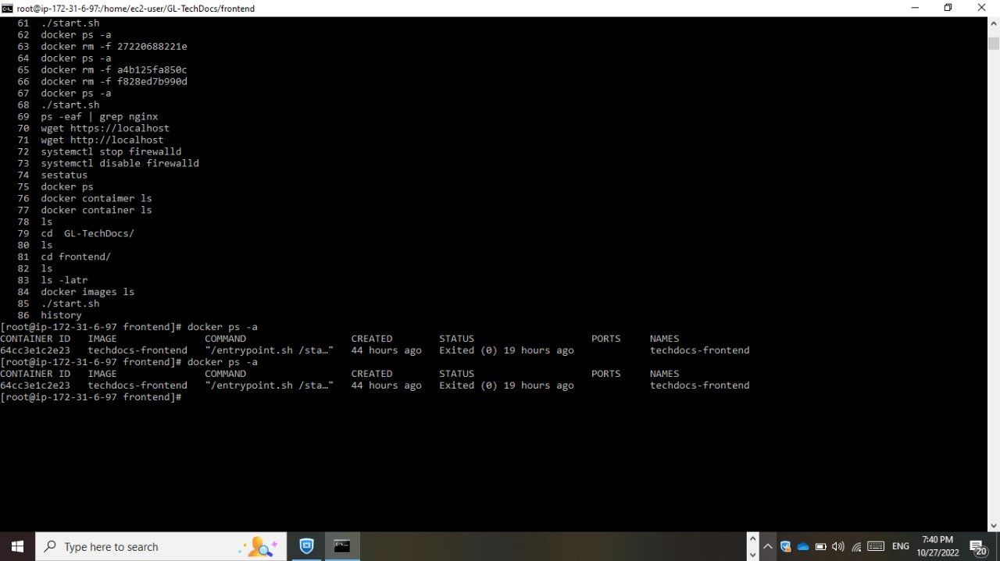 root@ip-172-31-6-97:/home/ec2-user/GL-TechDocs/frontend
61 ./start.sh
62 docker ps -a
63 docker rm -f 27220688221e
64 docker ps -a
65 docker rm -f a4b125fa850c
66 docker rm -f f828ed7b990d
67 docker ps -a
68 ./start.sh
69 ps -eaf | grep nginx
70 wget https://localhost
71 wget http://localhost
72 systemctl stop firewalld
73 systemctl disable firewalld
74 sestatus
75 docker ps
76 docker contaimer ls
77 docker container ls
78 ls
79 cd  GL-TechDocs/
80 ls
81 cd frontend/
82 ls
83 ls -latr
84 docker images ls
85 ./start.sh
86 history
[root@ip-172-31-6-97 frontend]# docker ps -a
CONTAINER ID   IMAGE   COMMAND   CREATED   STATUS   PORTS   NAMES
64cc3e1c2e23   techdocs-frontend   "/entrypoint.sh /sta…"   44 hours ago   Exited (0) 19 hours ago   techdocs-frontend
[root@ip-172-31-6-97 frontend]# docker ps -a
CONTAINER ID   IMAGE   COMMAND   CREATED   STATUS   PORTS   NAMES
64cc3e1c2e23   techdocs-frontend   "/entrypoint.sh /sta…"   44 hours ago   Exited (0) 19 hours ago   techdocs-frontend
[root@ip-172-31-6-97 frontend]#
Type here to search
ENG
7:40 PM
10/27/2022
20